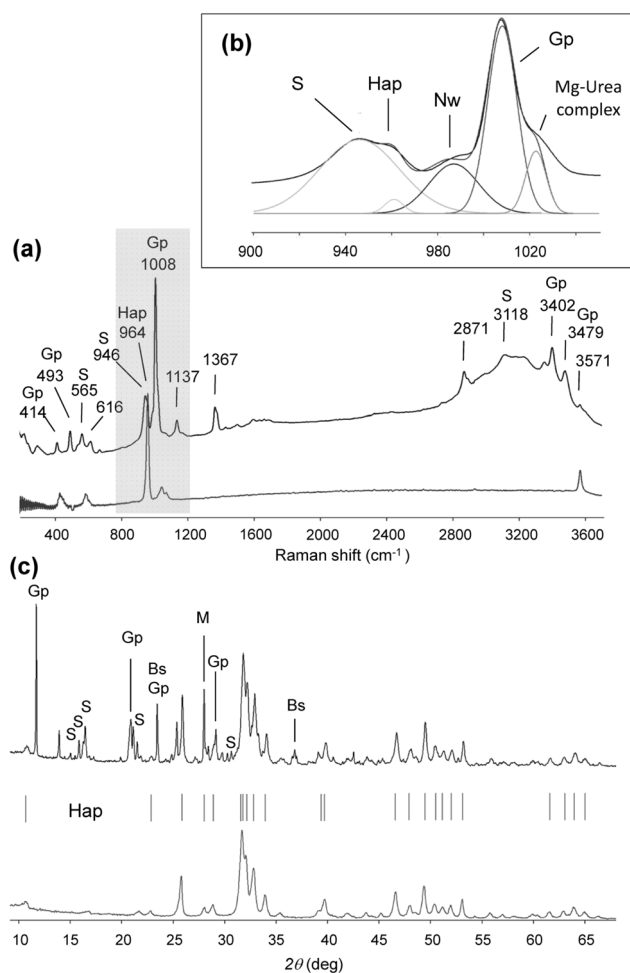 (b)
S
Hap
Nw
Gp
Mg-Urea
complex
900
940
980
1020
(a)
Gp
1008
Hap
964
S
946
Gp
493
S
565
Gp
414
616
1137
1367
2871
S
3118
Gp
3402
Gp
3479
3571
400
800
1200
1600
2000
2400
2800
3200
3600
Raman shift (cm-1)
(c)
Gp
S
S
S
Gp
S
Bs
Gp
M
Gp
S
Bs
Hap
10
15
20
25
30
35
40
45
50
55
60
65
2θ (deg)